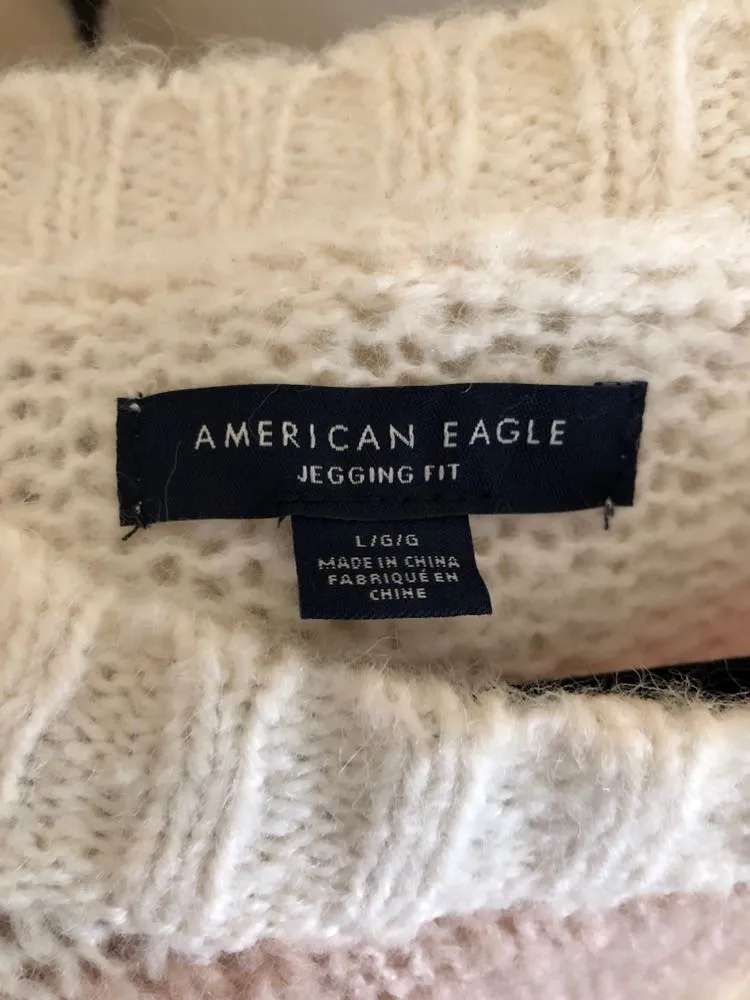 AMERICAN EAGLE
JEGGING FIT
L/G/G
MADE IN CHINA
FABRIQUÉ EN
CHINE